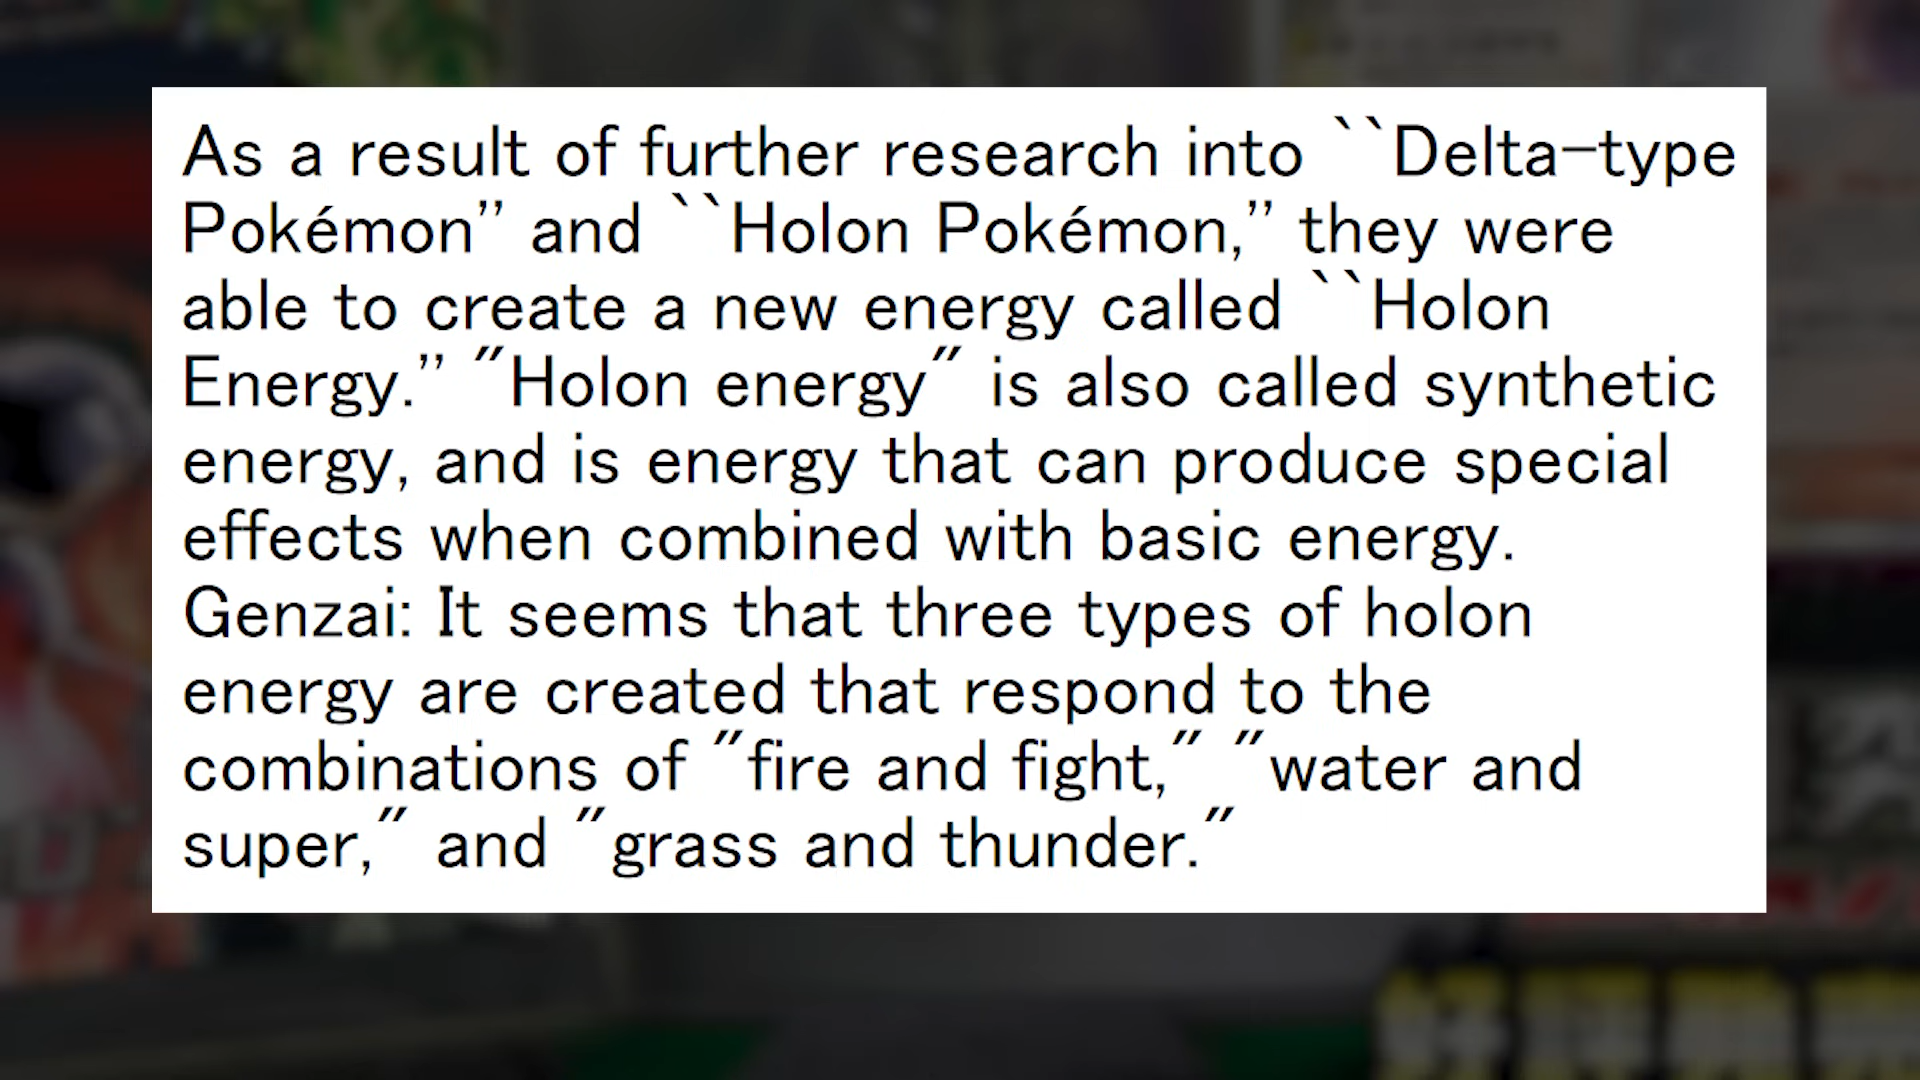 As a result of further research into ``Delta-type
Pokémon’’ and ``Holon Pokémon,’’ they were
able to create a new energy called ``Holon
Energy.’’ "Holon energy" is also called synthetic
energy, and is energy that can produce special
effects when combined with basic energy.
Genzai: It seems that three types of holon
energy are created that respond to the
combinations of "fire and fight," "water and
super," and "grass and thunder."